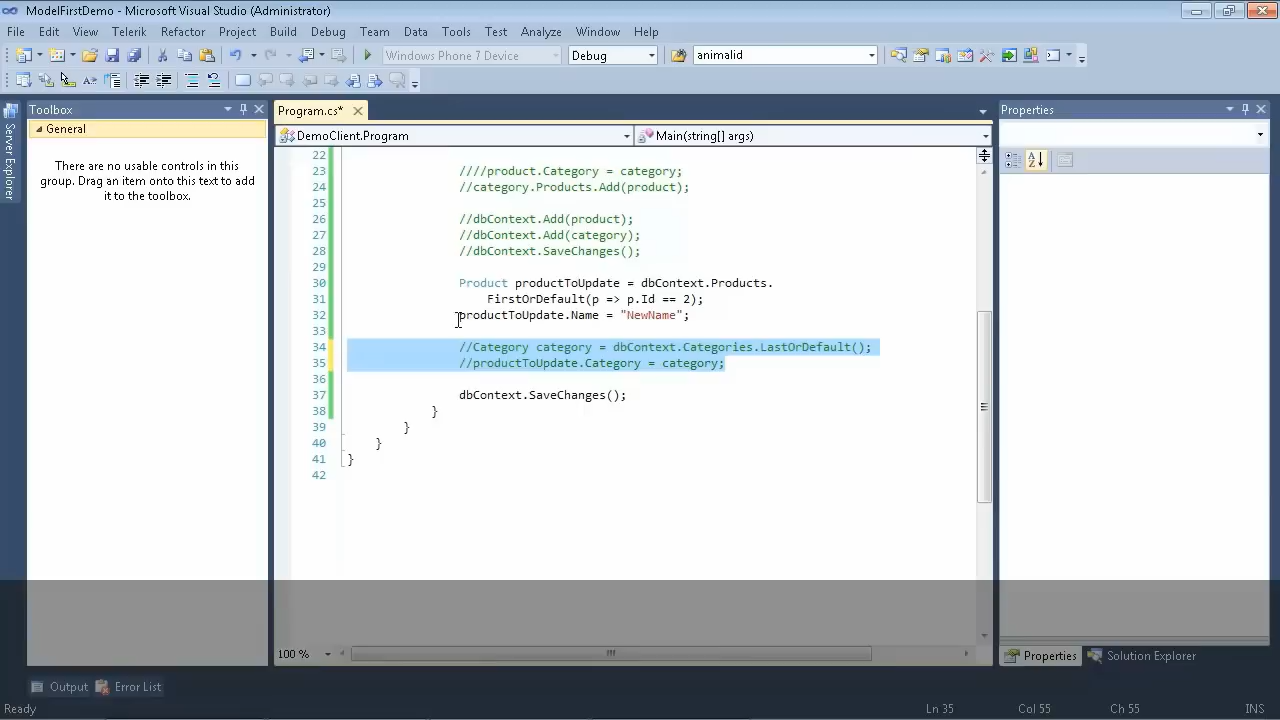 ModelFirstDemo - Microsoft Visual Studio (Administrator)
File Edit View Telerik Refactor Project Build Debug Team Data Tools Test Analyze Window Help
Windows Phone 7 Device Debug animalid
Toolbox
General
There are no usable controls in this
group. Drag an item onto this text to add
it to the toolbox.
Server Explorer
Program.cs*
DemoClient.Program Main(string[] args)
22
23 ////product.Category = category;
24 //category.Products.Add(product);
25
26 //dbContext.Add(product);
27 //dbContext.Add(category);
28 //dbContext.SaveChanges();
29
30 Product productToUpdate = dbContext.Products.
31 FirstOrDefault(p => p.Id == 2);
32 productToUpdate.Name = "NewName";
33
34 //Category category = dbContext.Categories.LastOrDefault();
35 //productToUpdate.Category = category;
36
37 dbContext.SaveChanges();
38 }
39 }
40 }
41 }
42
100 %
Properties
Properties Solution Explorer
Output Error List
Ready Ln 35 Col 55 Ch 55 INS